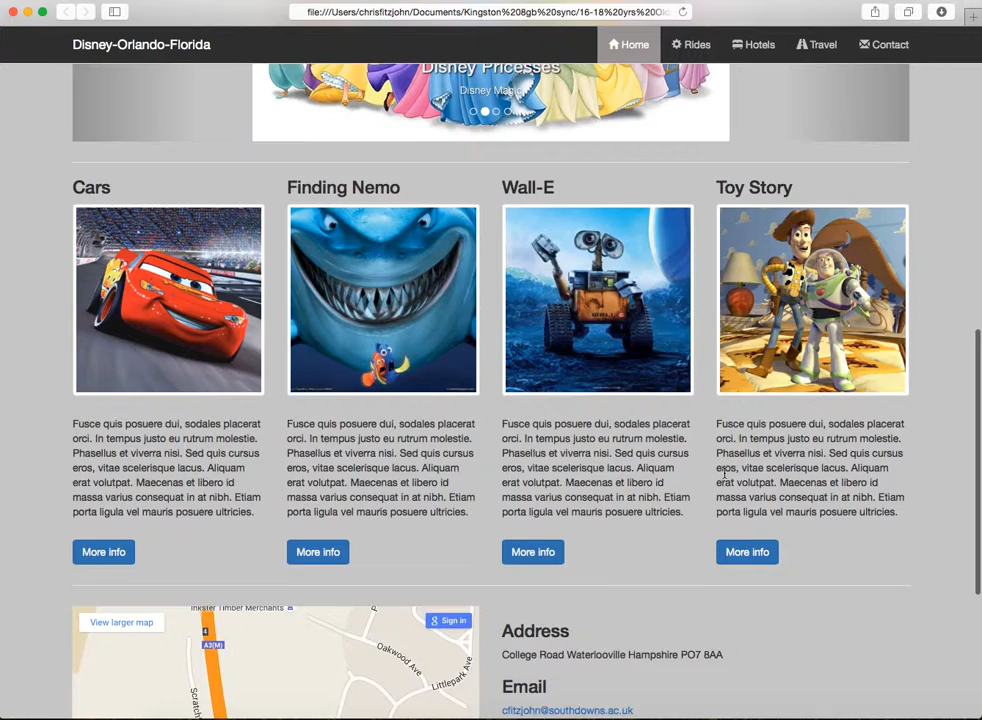 file:///Users/chrisfitzjohn/Documents/Kingston%208gb%20sync/16-18%20yrs%20Ol
Disney-Orlando-Florida
Home Rides Hotels Travel Contact
Disney Pricesses
Disney Magic
Cars Finding Nemo Wall-E Toy Story
WALL·E
Fusce quis posuere dui, sodales placerat Fusce quis posuere dui, sodales placerat Fusce quis posuere dui, sodales placerat Fusce quis posuere dui, sodales placerat
orci. In tempus justo eu rutrum molestie. orci. In tempus justo eu rutrum molestie. orci. In tempus justo eu rutrum molestie. orci. In tempus justo eu rutrum molestie.
Phasellus et viverra nisi. Sed quis cursus Phasellus et viverra nisi. Sed quis cursus Phasellus et viverra nisi. Sed quis cursus Phasellus et viverra nisi. Sed quis cursus
eros, vitae scelerisque lacus. Aliquam eros, vitae scelerisque lacus. Aliquam eros, vitae scelerisque lacus. Aliquam eros, vitae scelerisque lacus. Aliquam
erat volutpat. Maecenas et libero id erat volutpat. Maecenas et libero id erat volutpat. Maecenas et libero id erat volutpat. Maecenas et libero id
massa varius consequat in at nibh. Etiam massa varius consequat in at nibh. Etiam massa varius consequat in at nibh. Etiam massa varius consequat in at nibh. Etiam
porta ligula vel mauris posuere ultricies. porta ligula vel mauris posuere ultricies. porta ligula vel mauris posuere ultricies. porta ligula vel mauris posuere ultricies.
More info More info More info More info
Inkster Timber Merchants
View larger map
Sign in
4
A3(M)
Oakwood Ave
Littlepark Ave
Scratch
Address
College Road Waterlooville Hampshire PO7 8AA
Email
cfitzjohn@southdowns.ac.uk